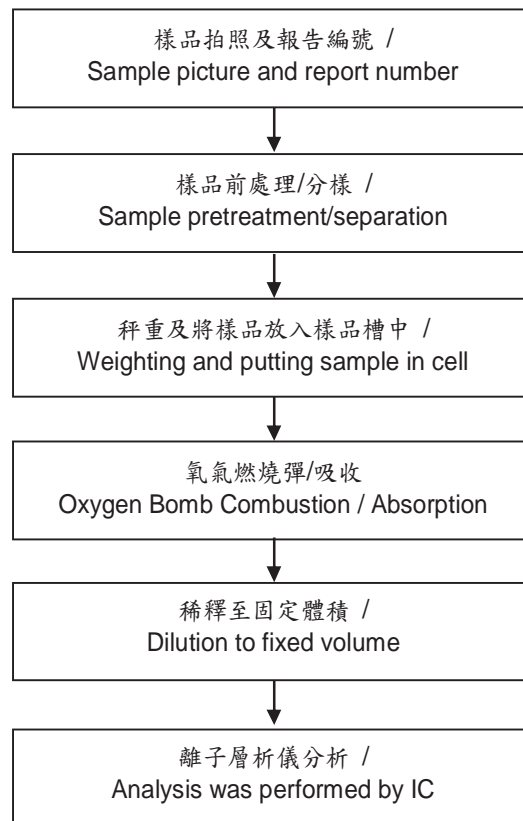 樣品拍照及報告編號 /
Sample picture and report number
樣品前處理/分樣 /
Sample pretreatment/separation
秤重及將樣品放入樣品槽中 /
Weighting and putting sample in cell
氧氣燃燒彈/吸收
Oxygen Bomb Combustion / Absorption
稀釋至固定體積 /
Dilution to fixed volume
離子層析儀分析 /
Analysis was performed by IC